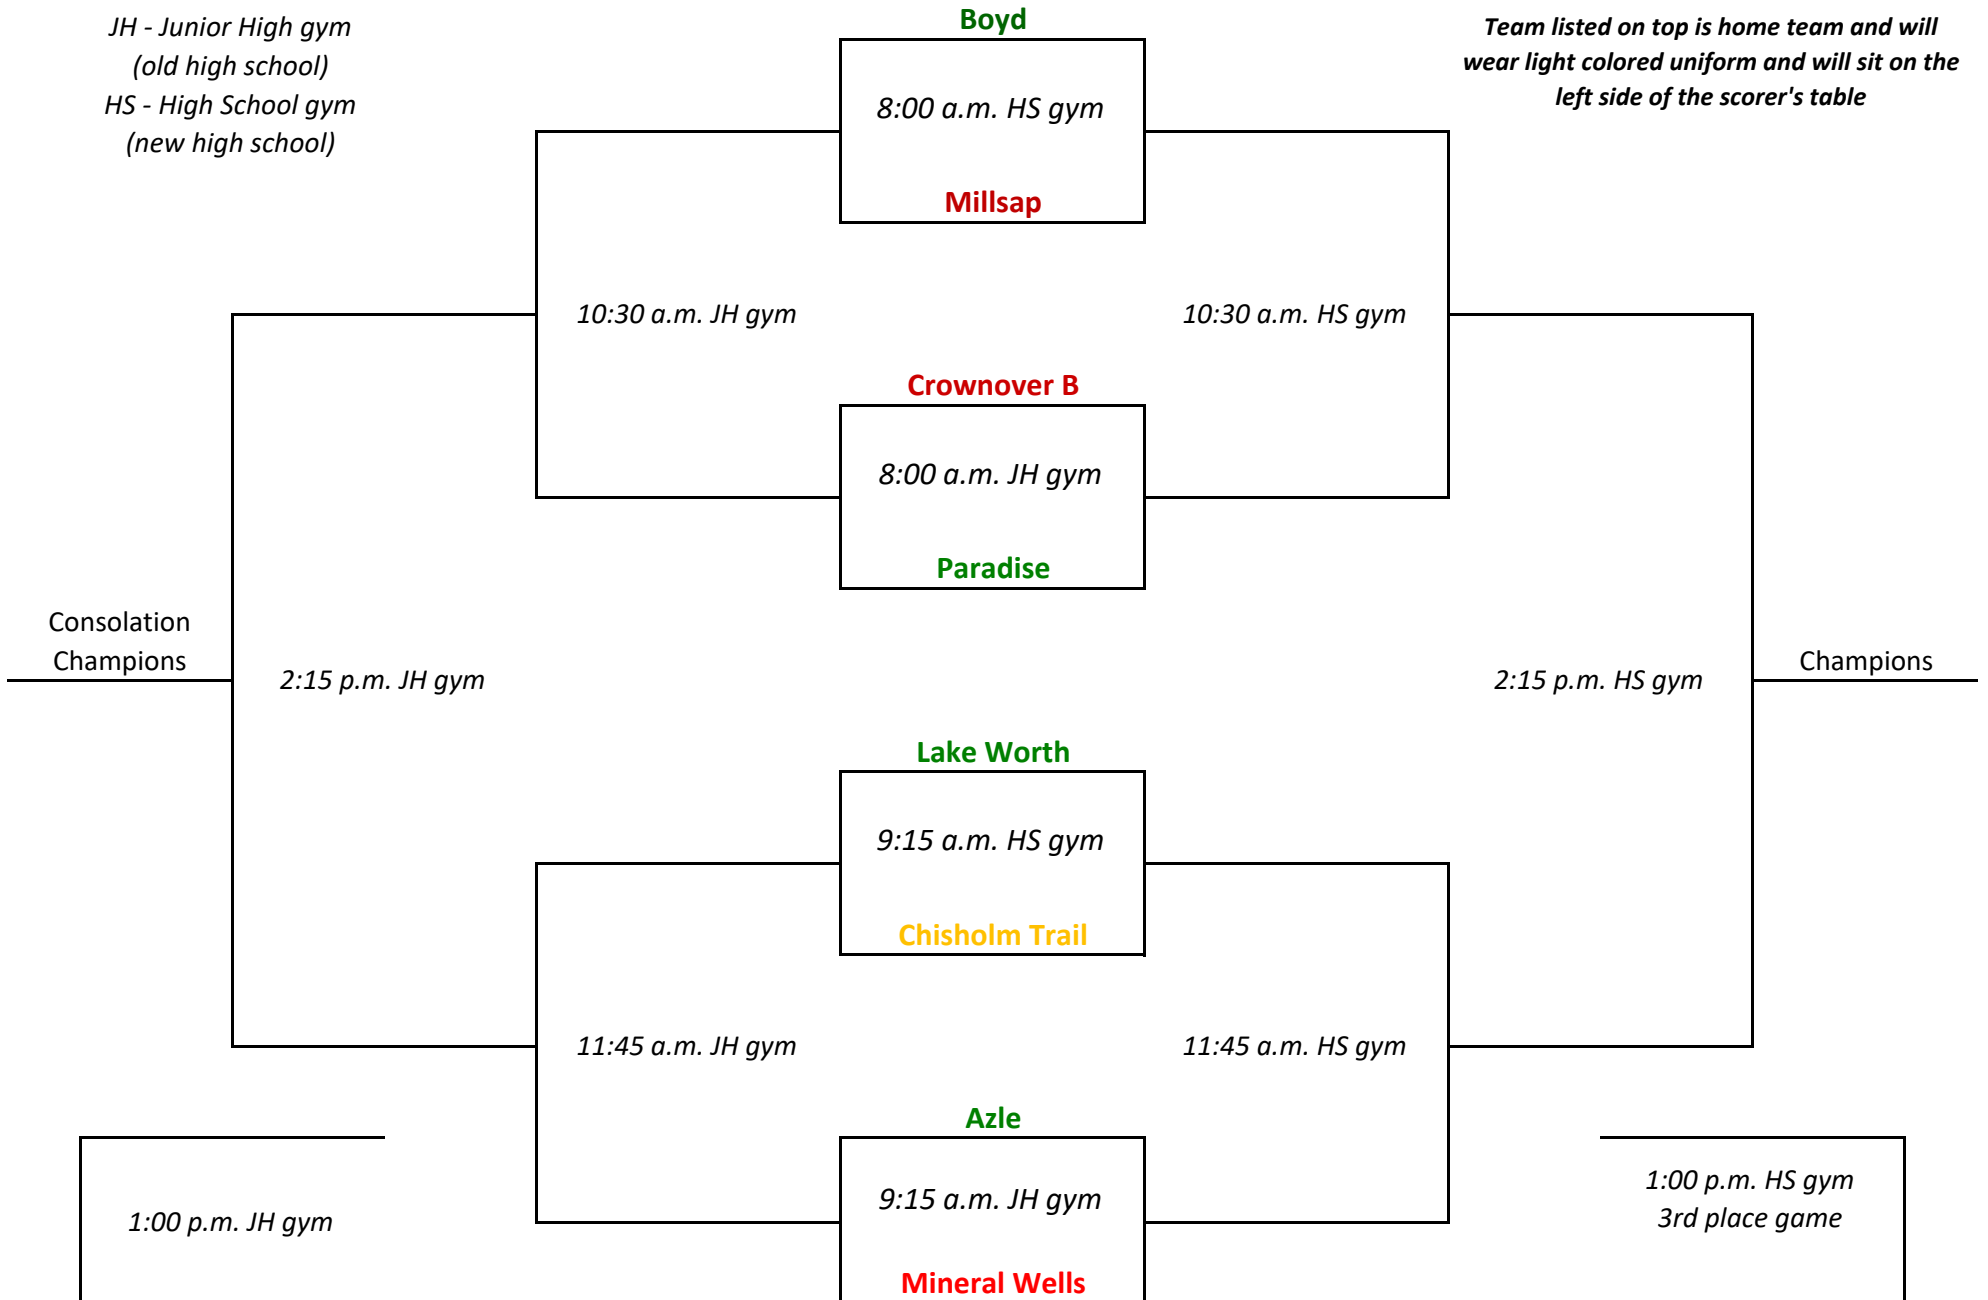 JH - Junior High gym
(old high school)
HS - High School gym
(new high school)
Boyd
Team listed on top is home team and will
wear light colored uniform and will sit on the
left side of the scorer's table
8:00 a.m. HS gym
Millsap
10:30 a.m. JH gym
10:30 a.m. HS gym
Crownover B
8:00 a.m. JH gym
Paradise
Consolation
Champions
2:15 p.m. JH gym
2:15 p.m. HS gym
Champions
Lake Worth
9:15 a.m. HS gym
Chisholm Trail
11:45 a.m. JH gym
11:45 a.m. HS gym
Azle
9:15 a.m. JH gym
Mineral Wells
1:00 p.m. JH gym
1:00 p.m. HS gym
3rd place game